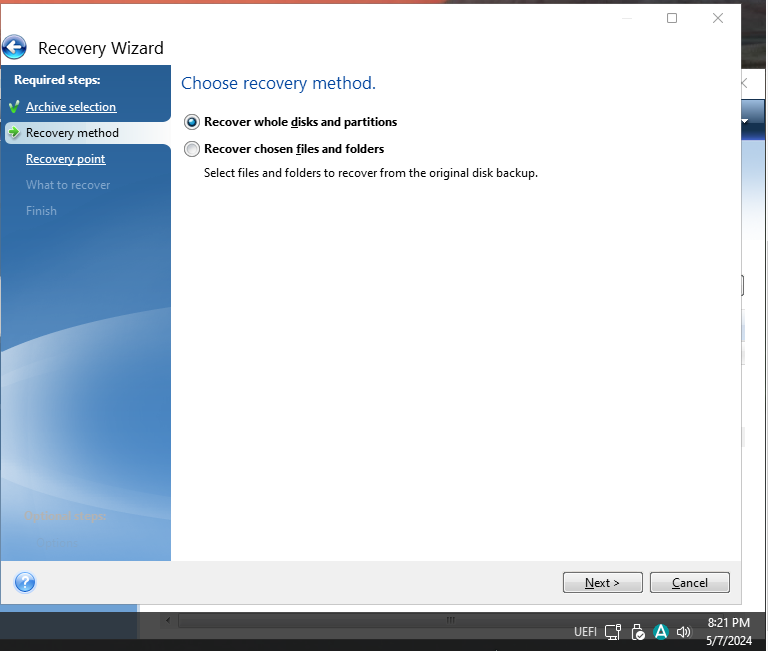 Recovery Wizard
Required steps:
Archive selection
Recovery method
Recovery point
What to recover
Finish
Optional steps:
Choose recovery method.
Recover whole disks and partitions
Recover chosen files and folders
Select files and folders to recover from the original disk backup.
?
Next >
Cancel
UEFI
A
8:21 PM
5/7/2024